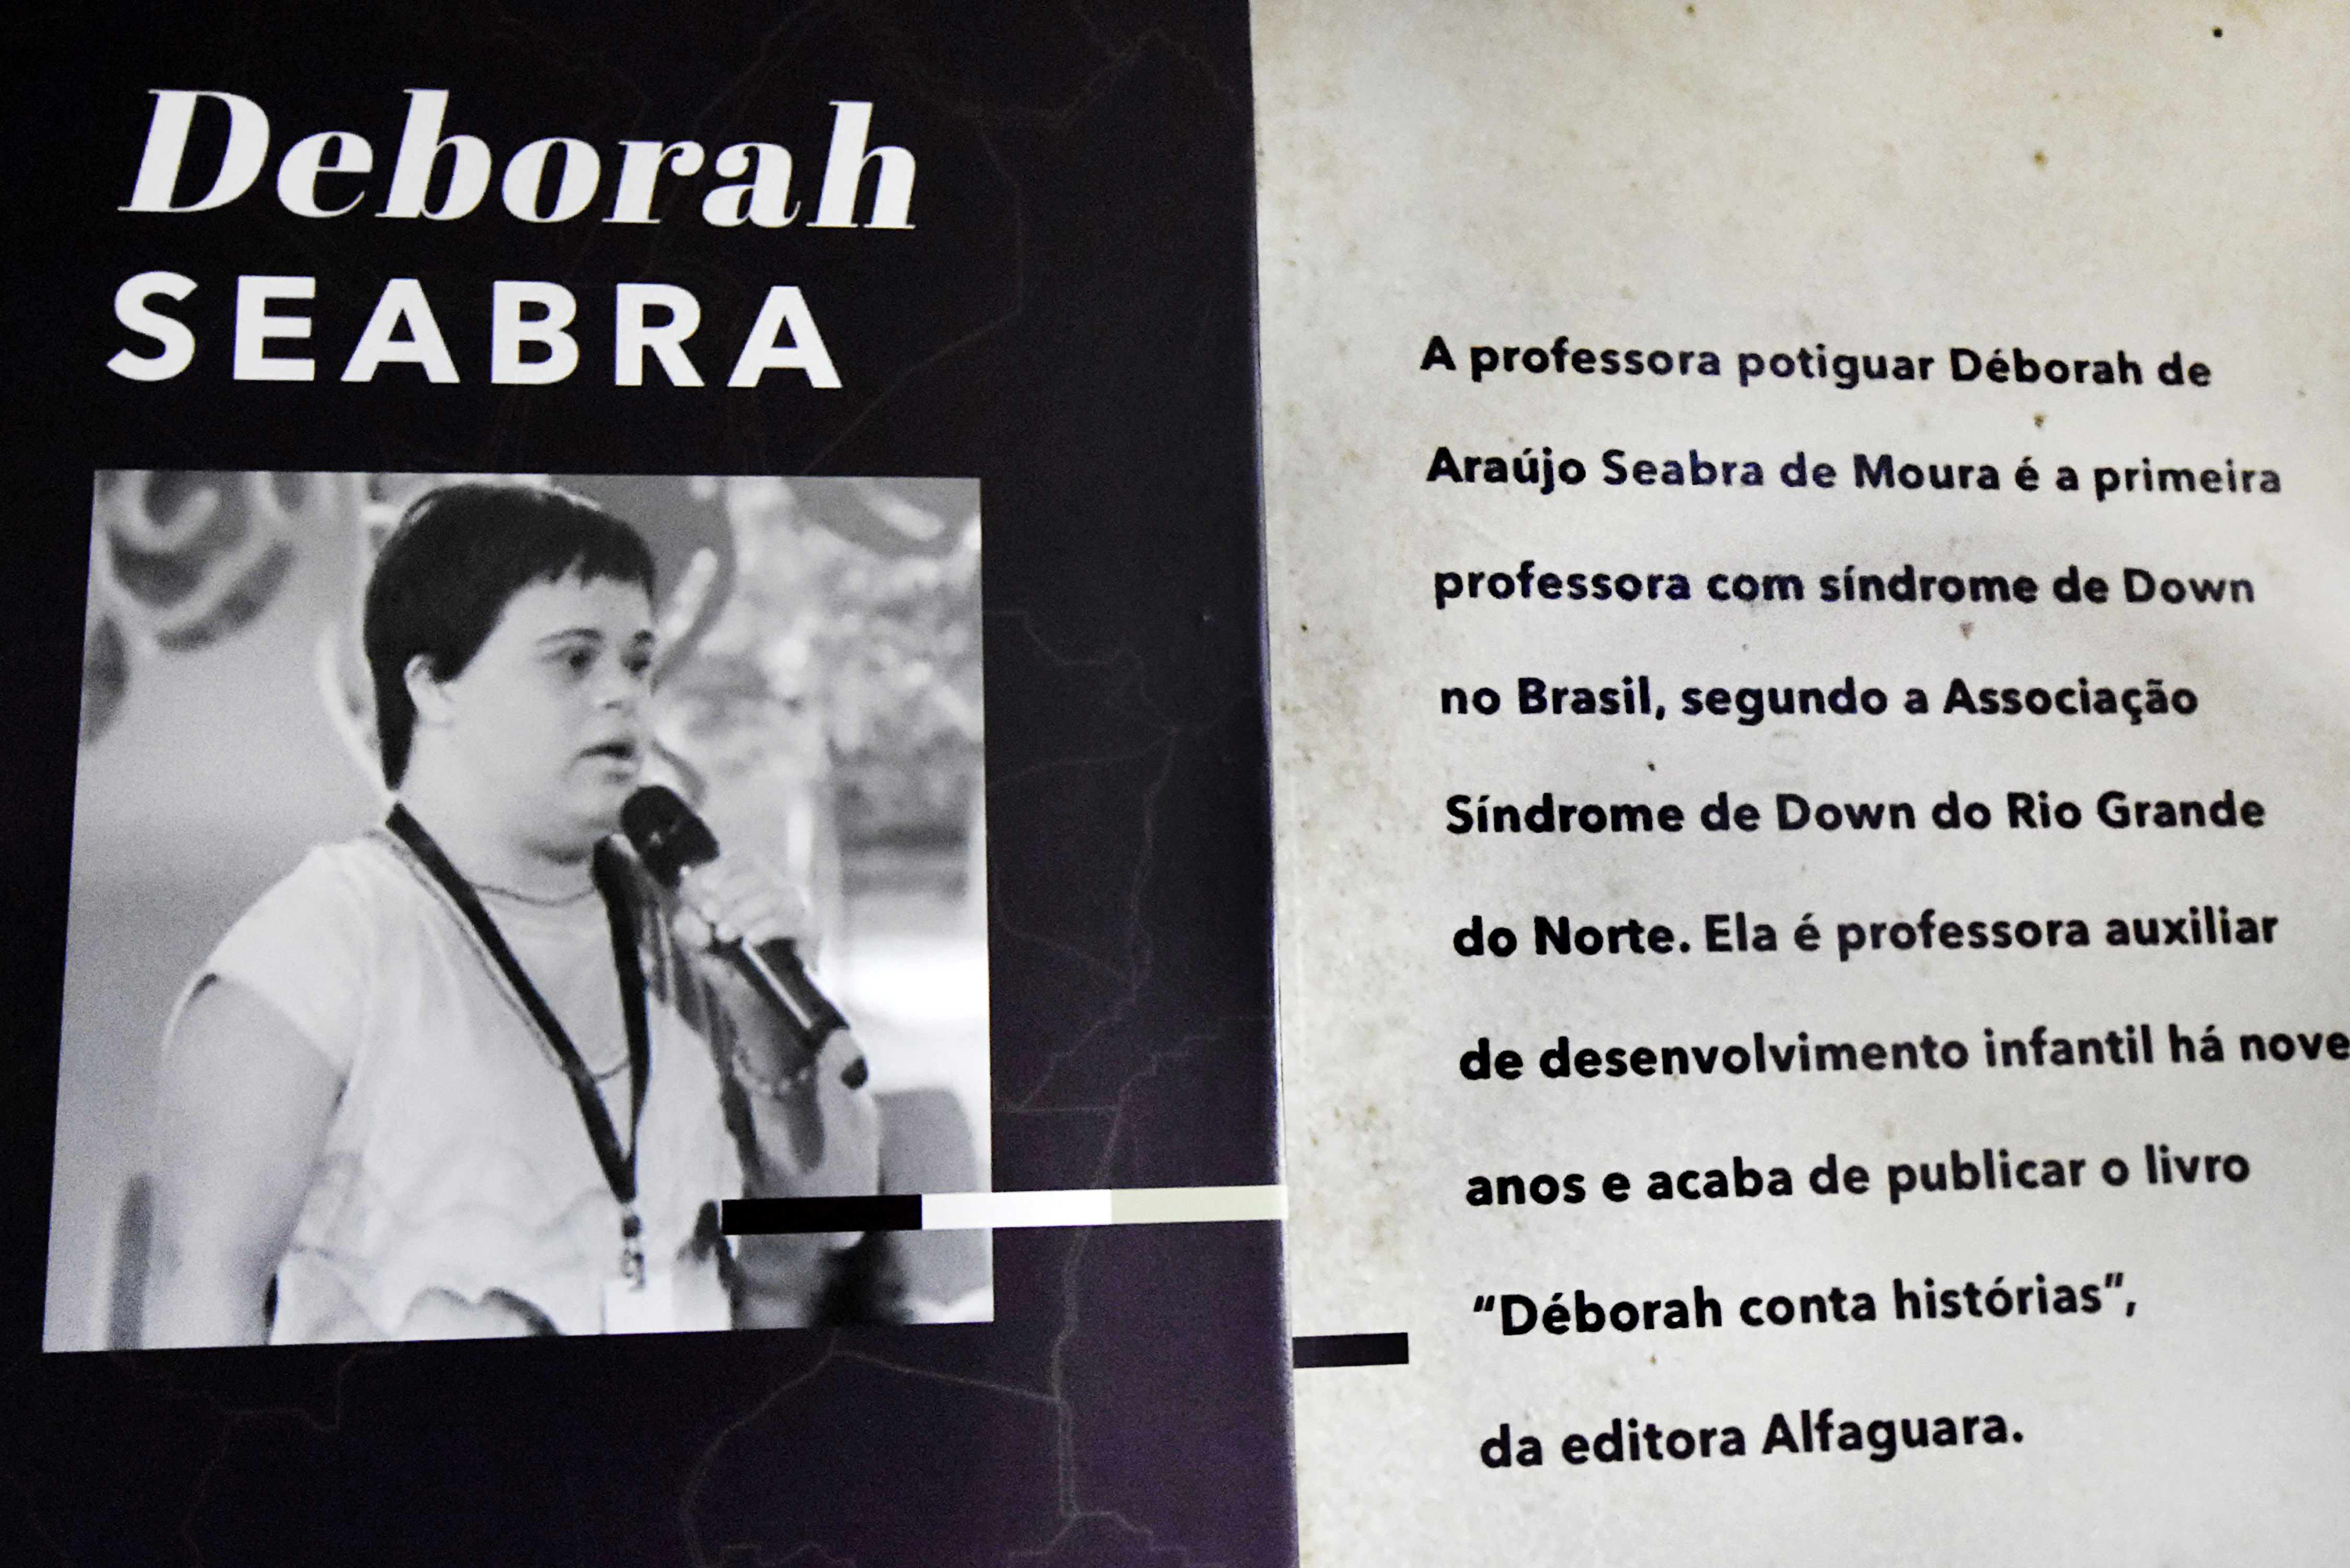 Deborah
SEABRA
A professora potiguar Déborah de
Araújo Seabra de Moura é a primeira
professora com síndrome de Down
no Brasil, segundo a Associação
Síndrome de Down do Rio Grande
do Norte. Ela é professora auxiliar
de desenvolvimento infantil há nove
anos e acaba de publicar o livro
“Déborah conta histórias”,
da editora Alfaguara.